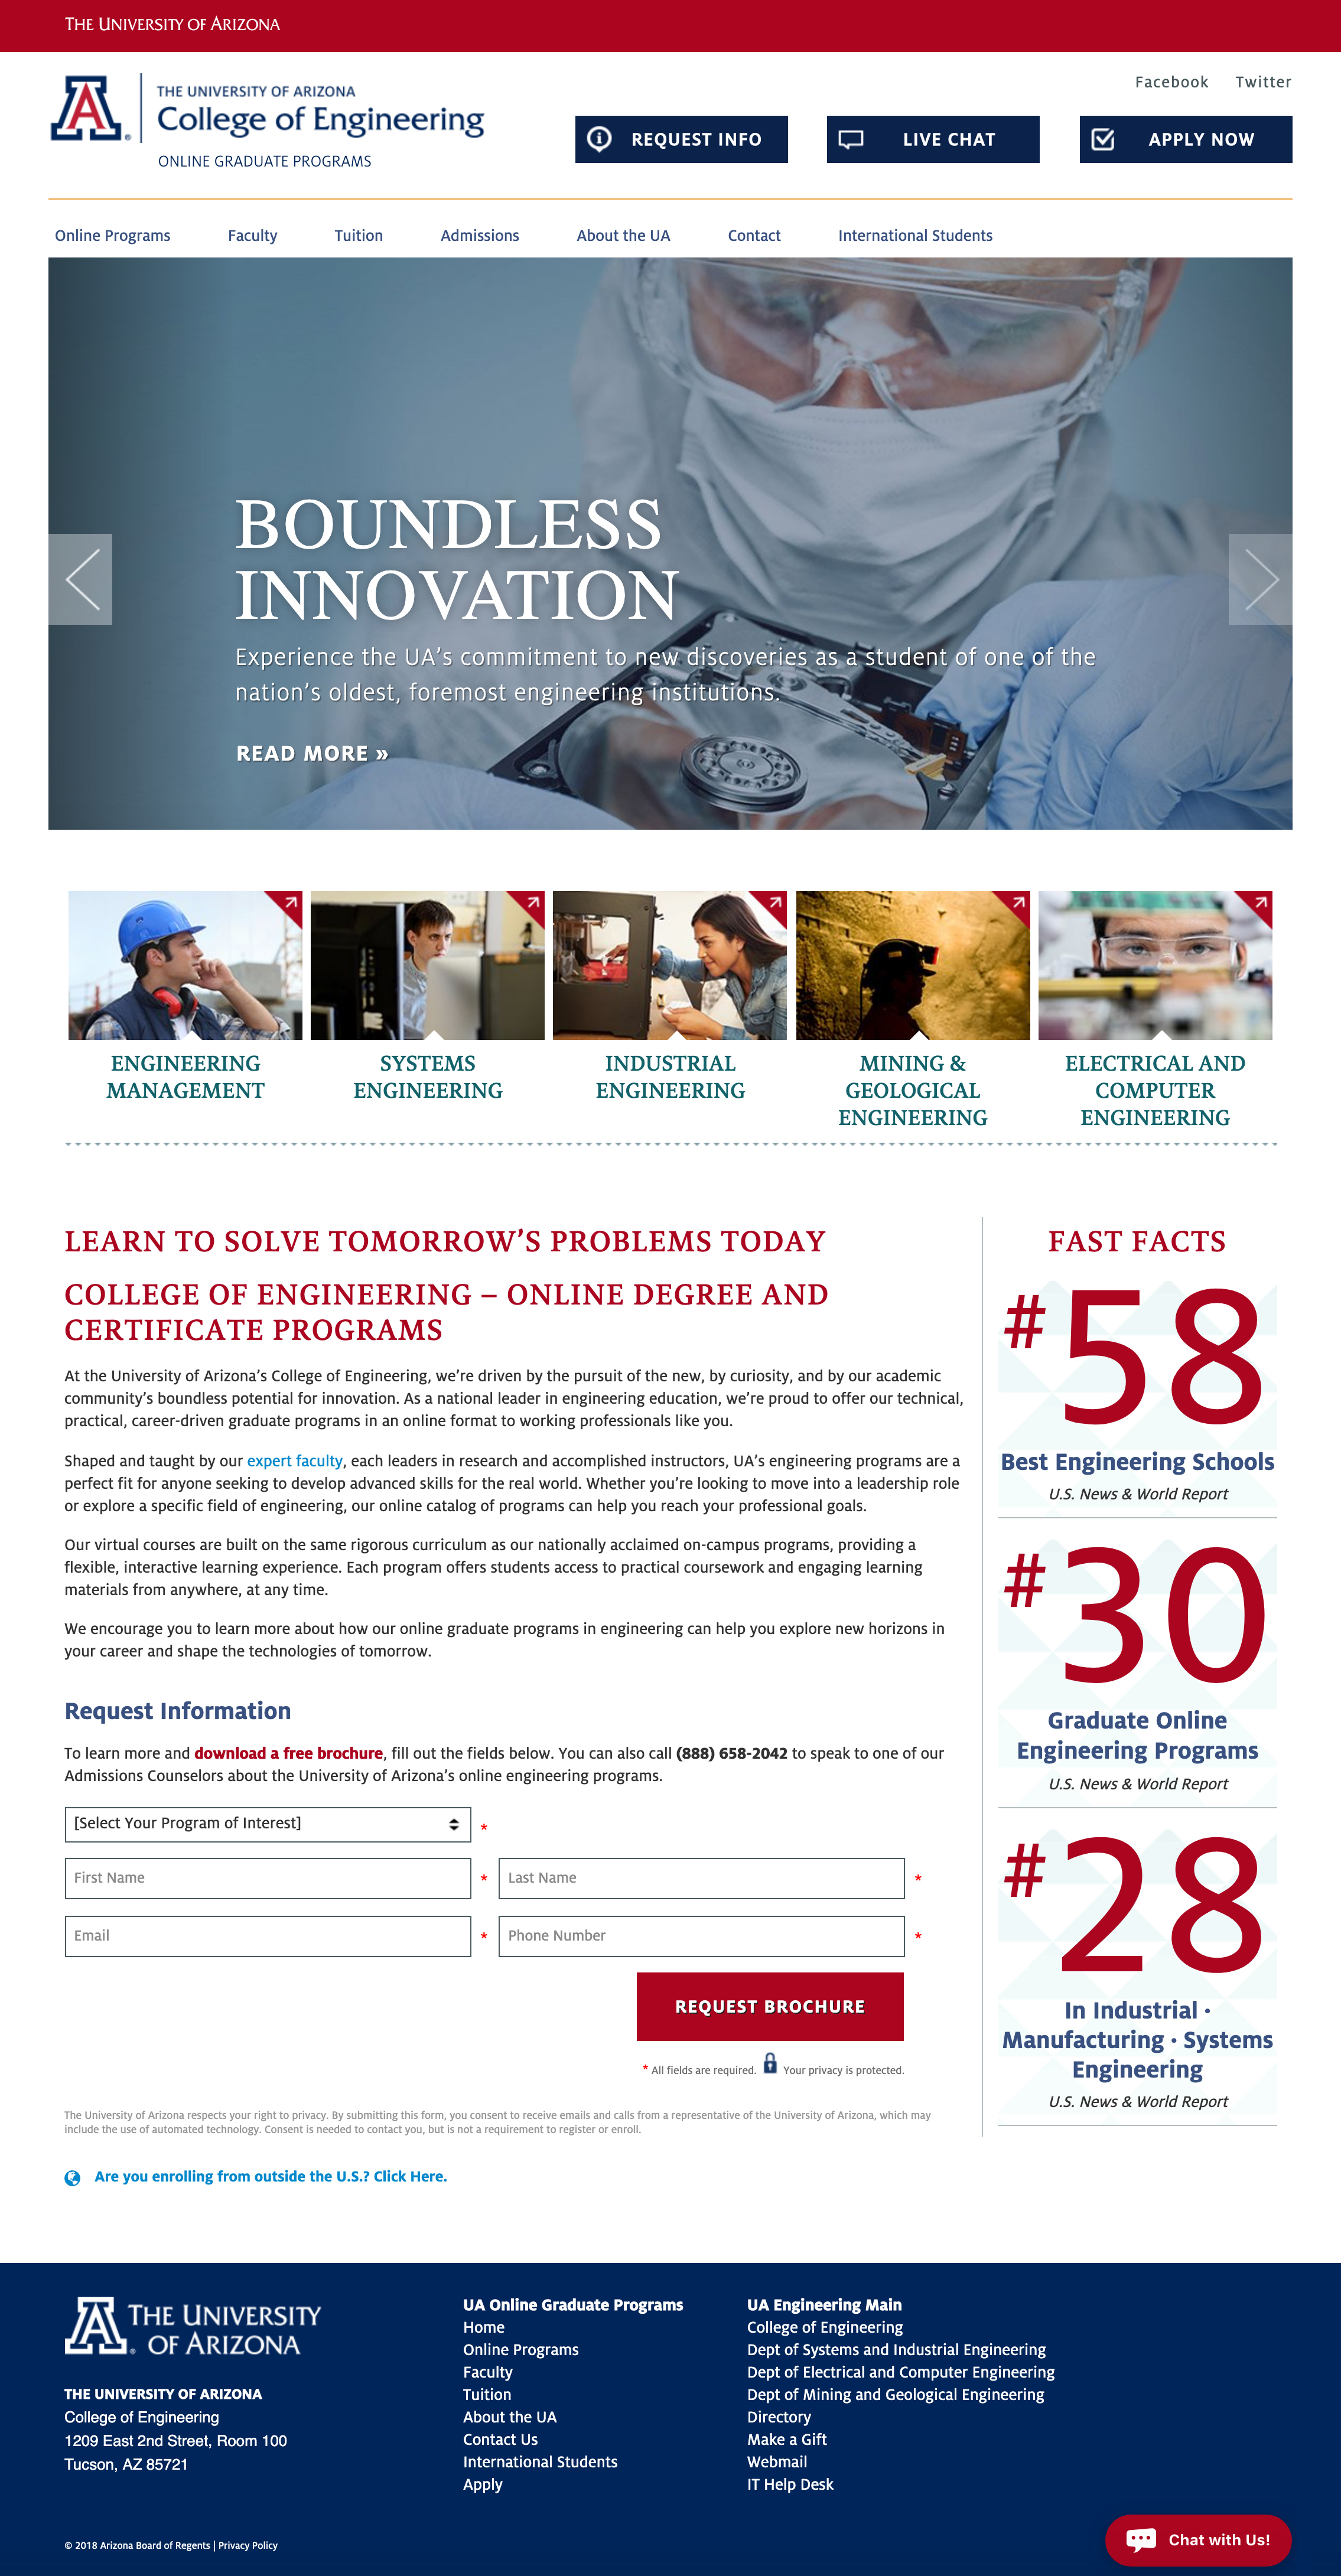 THE UNIVERSITY OF ARIZONA
Facebook Twitter
THE UNIVERSITY OF ARIZONA
College of Engineering
ONLINE GRADUATE PROGRAMS
REQUEST INFO
LIVE CHAT
APPLY NOW
Online Programs Faculty Tuition Admissions About the UA Contact International Students
BOUNDLESS
INNOVATION
Experience the UA’s commitment to new discoveries as a student of one of the
nation’s oldest, foremost engineering institutions.
READ MORE »
ENGINEERING
MANAGEMENT
SYSTEMS
ENGINEERING
INDUSTRIAL
ENGINEERING
MINING &
GEOLOGICAL
ENGINEERING
ELECTRICAL AND
COMPUTER
ENGINEERING
LEARN TO SOLVE TOMORROW’S PROBLEMS TODAY
COLLEGE OF ENGINEERING – ONLINE DEGREE AND
CERTIFICATE PROGRAMS
At the University of Arizona’s College of Engineering, we’re driven by the pursuit of the new, by curiosity, and by our academic
community’s boundless potential for innovation. As a national leader in engineering education, we’re proud to offer our technical,
practical, career-driven graduate programs in an online format to working professionals like you.
Shaped and taught by our expert faculty, each leaders in research and accomplished instructors, UA’s engineering programs are a
perfect fit for anyone seeking to develop advanced skills for the real world. Whether you’re looking to move into a leadership role
or explore a specific field of engineering, our online catalog of programs can help you reach your professional goals.
Our virtual courses are built on the same rigorous curriculum as our nationally acclaimed on-campus programs, providing a
flexible, interactive learning experience. Each program offers students access to practical coursework and engaging learning
materials from anywhere, at any time.
We encourage you to learn more about how our online graduate programs in engineering can help you explore new horizons in
your career and shape the technologies of tomorrow.
Request Information
To learn more and download a free brochure, fill out the fields below. You can also call (888) 658-2042 to speak to one of our
Admissions Counselors about the University of Arizona’s online engineering programs.
[Select Your Program of Interest] *
First Name * Last Name *
Email * Phone Number *
REQUEST BROCHURE
* All fields are required. Your privacy is protected.
The University of Arizona respects your right to privacy. By submitting this form, you consent to receive emails and calls from a representative of the University of Arizona, which may
include the use of automated technology. Consent is needed to contact you, but is not a requirement to register or enroll.
Are you enrolling from outside the U.S.? Click Here.
FAST FACTS
#58
Best Engineering Schools
U.S. News & World Report
#30
Graduate Online
Engineering Programs
U.S. News & World Report
#28
In Industrial ·
Manufacturing · Systems
Engineering
U.S. News & World Report
THE UNIVERSITY
OF ARIZONA
THE UNIVERSITY OF ARIZONA
College of Engineering
1209 East 2nd Street, Room 100
Tucson, AZ 85721
UA Online Graduate Programs
Home
Online Programs
Faculty
Tuition
About the UA
Contact Us
International Students
Apply
UA Engineering Main
College of Engineering
Dept of Systems and Industrial Engineering
Dept of Electrical and Computer Engineering
Dept of Mining and Geological Engineering
Directory
Make a Gift
Webmail
IT Help Desk
© 2018 Arizona Board of Regents | Privacy Policy
Chat with Us!